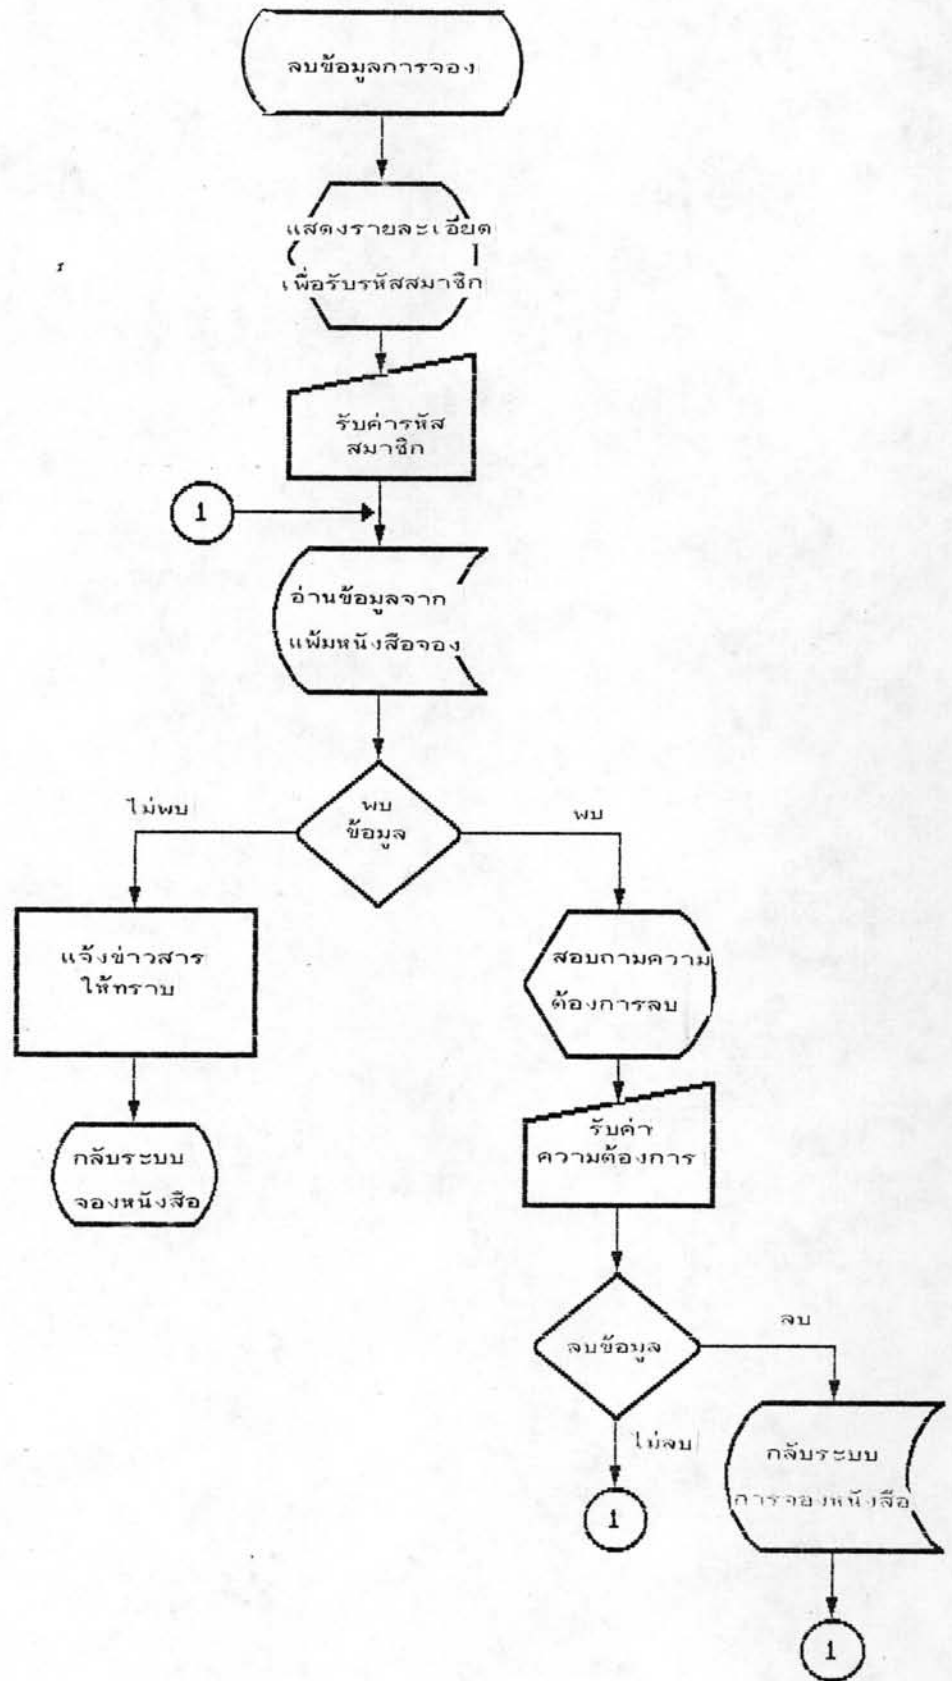 ลบข้อมูลการจอง
แสดงรายละเอียด
เพื่อรับรหัสสมาชิก
รับค่ารหัส
สมาชิก
1
อ่านข้อมูลจาก
แฟ้มหนังสือจอง
พบ
ข้อมูล
ไม่พบ
พบ
แจ้งข่าวสาร
ให้ทราบ
สอบถามความ
ต้องการลบ
กลับระบบ
จองหนังสือ
รับค่า
ความต้องการ
ลบข้อมูล
ลบ
ไม่ลบ
กลับระบบ
การจองหนังสือ
1
1